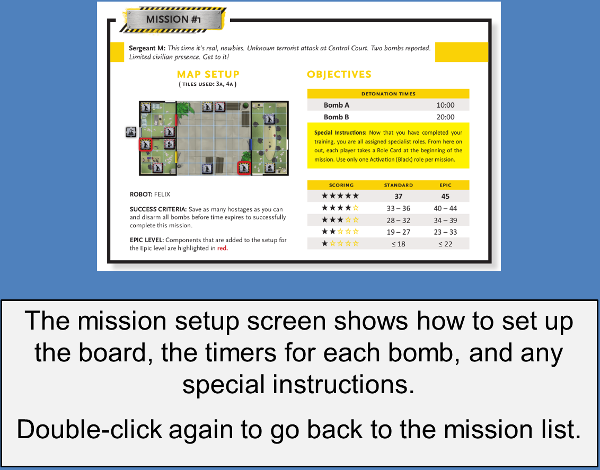 MISSION #1
Sergeant M: This time it's real, newbies. Unknown terrorist attack at Central Court. Two bombs reported.
Limited civilian presence. Get to it!
MAP SETUP
( TILES USED: 3A, 4A )
ROBOT: FELIX
SUCCESS CRITERIA: Save as many hostages as you can
and disarm all bombs before time expires to successfully
complete this mission.
EPIC LEVEL: Components that are added to the setup for
the Epic level are highlighted in red.
OBJECTIVES
DETONATION TIMES
Bomb A 10:00
Bomb B 20:00
Special Instructions: Now that you have completed your
training, you are all assigned specialist roles. From here on
out, each player takes a Role Card at the beginning of the
mission. Use only one Activation (Black) role per mission.
SCORING STANDARD EPIC
★★★★★ 37 45
★★★★☆ 33 – 36 40 – 44
★★★☆☆ 28 – 32 34 – 39
★★☆☆☆ 19 – 27 23 – 33
★☆☆☆☆ ≤ 18 ≤ 22
The mission setup screen shows how to set up
the board, the timers for each bomb, and any
special instructions.
Double-click again to go back to the mission list.